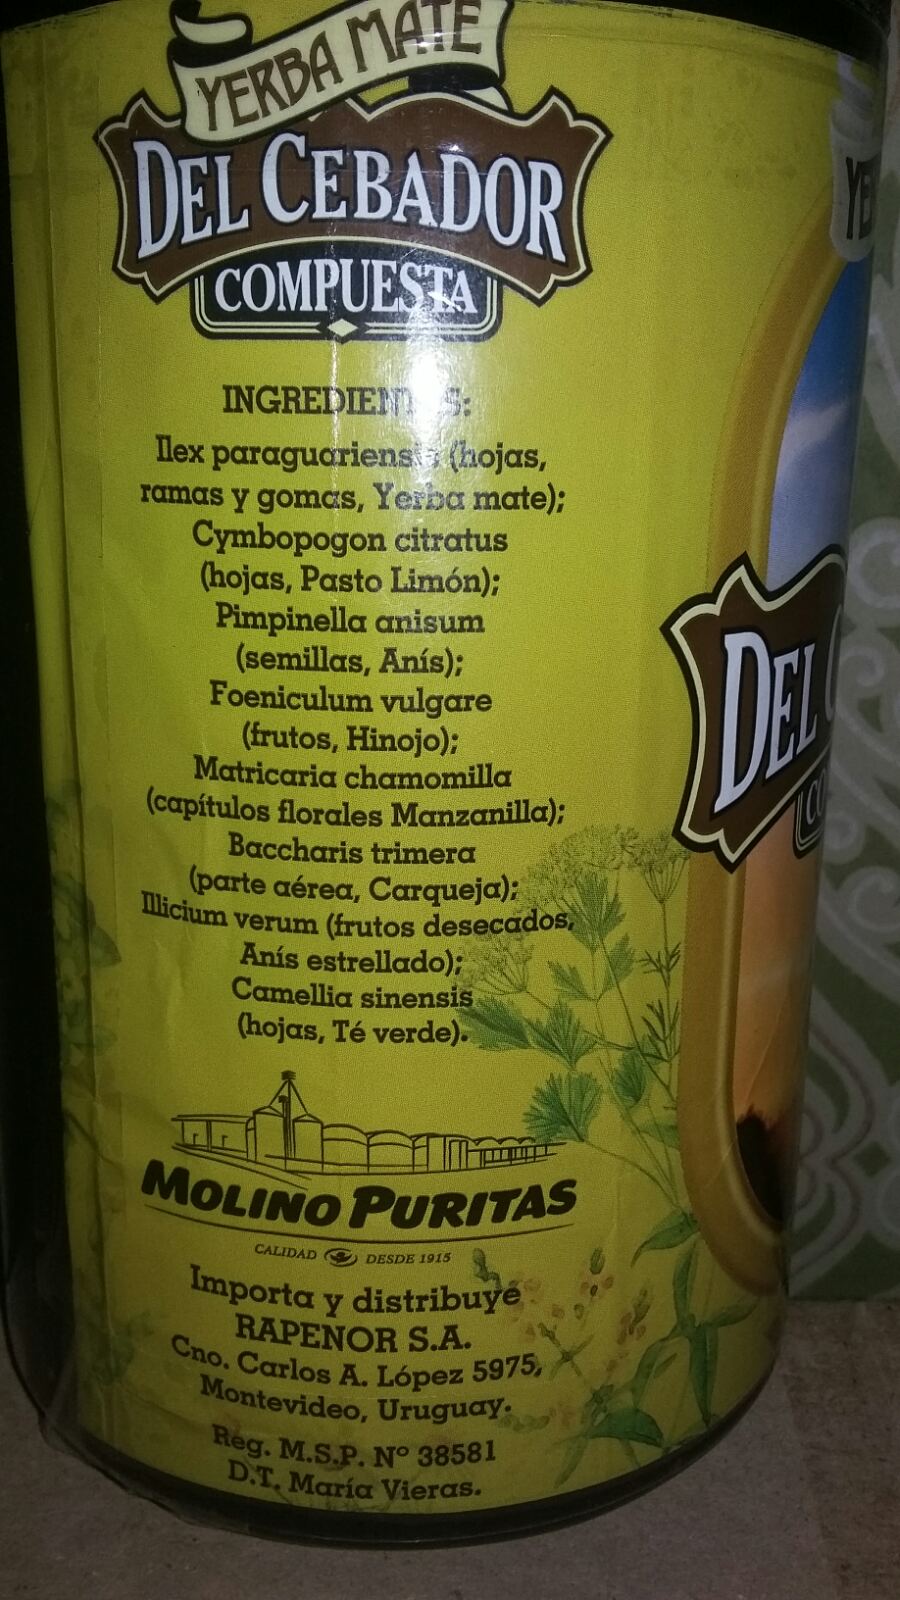 YERBA MATE
DEL CEBADOR
COMPUESTA
INGREDIENTES:
Ilex paraguariensis (hojas,
ramas y gomas, Yerba mate);
Cymbopogon citratus
(hojas, Pasto Limón);
Pimpinella anisum
(semillas, Anís);
Foeniculum vulgare
(frutos, Hinojo);
Matricaria chamomilla
(capítulos florales Manzanilla);
Baccharis trimera
(parte aérea, Carqueja);
Illicium verum (frutos desecados,
Anís estrellado);
Camellia sinensis
(hojas, Té verde).
MOLINO PURITAS
CALIDAD DESDE 1915
Importa y distribuye
RAPENOR S.A.
Cno. Carlos A. López 5975,
Montevideo, Uruguay.
Reg. M.S.P. Nº 38581
D.T. María Vieras.
DEL